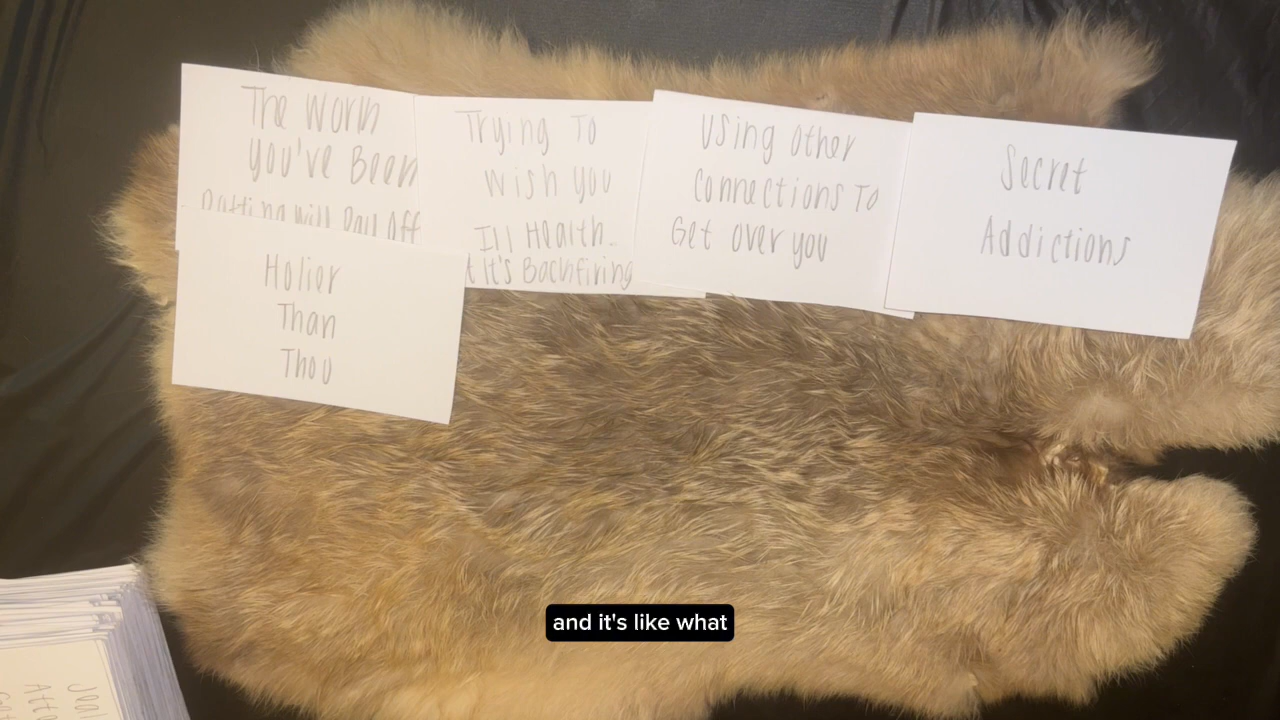 The Worth
You've Been
Putting Will Pay Off
Trying To
Wish You
Ill Health
It's Backfiring
Using Other
Connections To
Get Over You
Secret
Addictions
Holier
Than
Thou
and it's like what